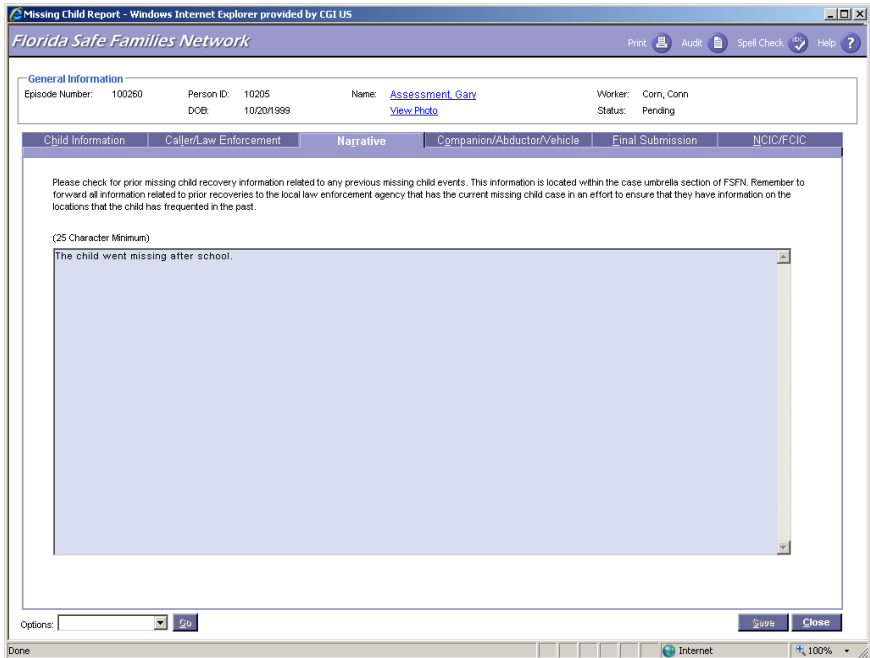 Missing Child Report - Windows Internet Explorer provided by CGI US
Florida Safe Families Network
Print Audit Spell Check Help ?
General Information
Episode Number: 100260 Person ID: 10205 Name: Assessment, Gary Worker: Corn, Conn
DOB: 10/20/1999 View Photo Status: Pending
Child Information Caller/Law Enforcement Narrative Companion/Abductor/Vehicle Final Submission NCIC/FCIC
Please check for prior missing child recovery information related to any previous missing child events. This information is located within the case umbrella section of FSFN. Remember to
forward all information related to prior recoveries to the local law enforcement agency that has the current missing child case in an effort to ensure that they have information on the
locations that the child has frequented in the past.
(25 Character Minimum)
The child went missing after school.
Options: Go Save Close
Done Internet 100%